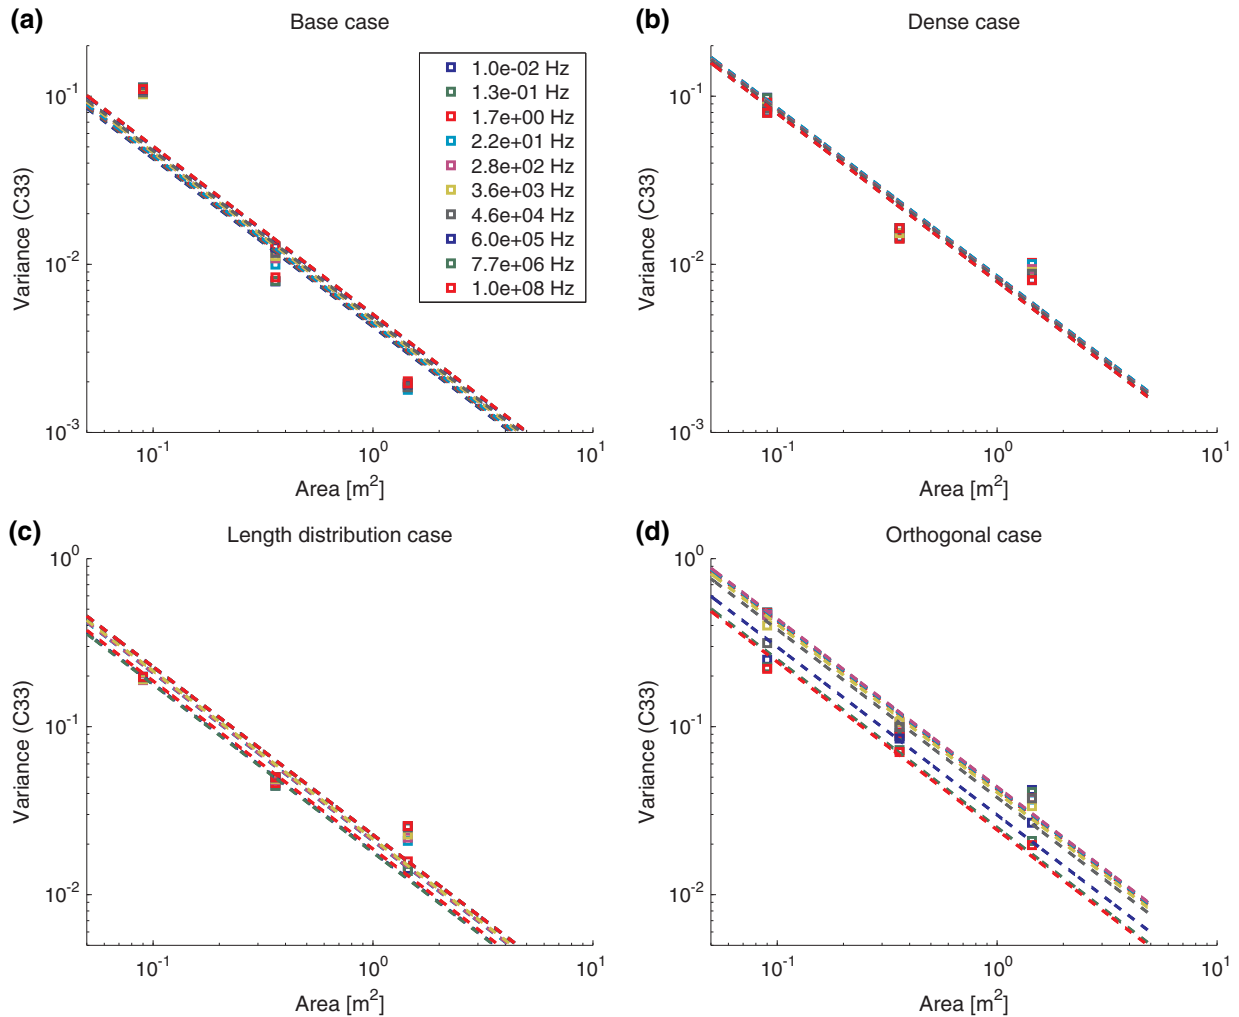 (a)
Base case
10^-1
10^-2
10^-3
Variance (C33)
1.0e-02 Hz
1.3e-01 Hz
1.7e+00 Hz
2.2e+01 Hz
2.8e+02 Hz
3.6e+03 Hz
4.6e+04 Hz
6.0e+05 Hz
7.7e+06 Hz
1.0e+08 Hz
10^-1
10^0
10^1
Area [m^2]
(b)
Dense case
10^-1
10^-2
10^-3
Variance (C33)
10^-1
10^0
10^1
Area [m^2]
(c)
Length distribution case
10^0
10^-1
10^-2
Variance (C33)
10^-1
10^0
10^1
Area [m^2]
(d)
Orthogonal case
10^0
10^-1
10^-2
Variance (C33)
10^-1
10^0
10^1
Area [m^2]